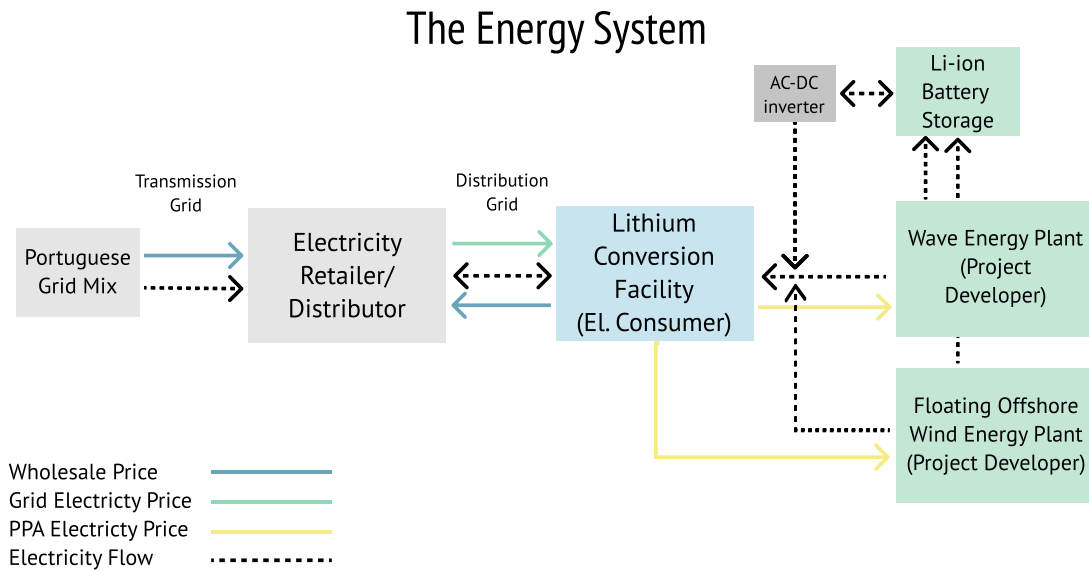 The Energy System
AC-DC
inverter
Li-ion
Battery
Storage
Transmission
Grid
Distribution
Grid
Portuguese
Grid Mix
Electricity
Retailer/
Distributor
Lithium
Conversion
Facility
(El. Consumer)
Wave Energy Plant
(Project
Developer)
Floating Offshore
Wind Energy Plant
(Project Developer)
Wholesale Price
Grid Electricty Price
PPA Electricty Price
Electricity Flow